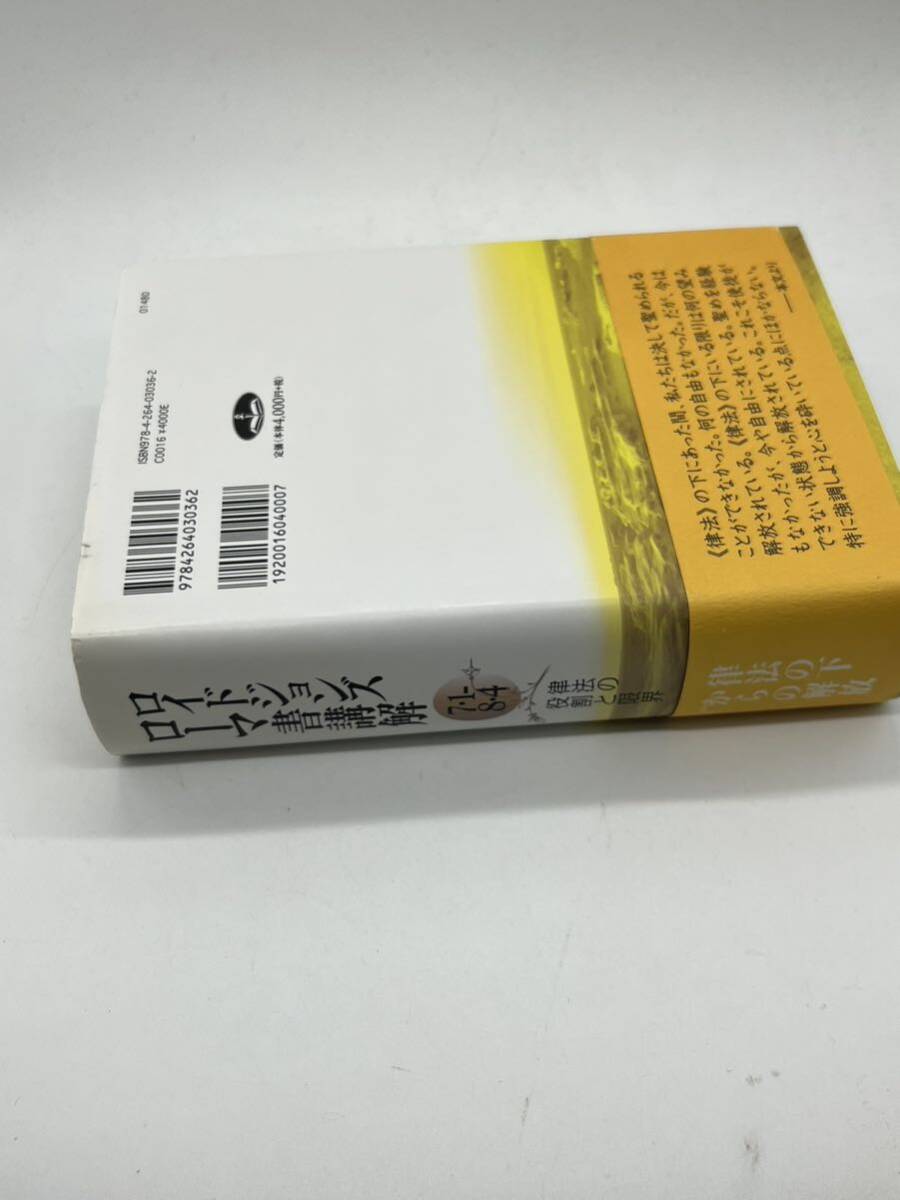 01480
ISBN978-4-264-03036-2
C0016 ¥4000E
定価(本体4,000円+税)
9784264030362
1920016040007
《律法》の下にあった間、私たちは決して聖められる
ことができなかった。何の自由もなかった。だが、今は
解放されている。《律法》の下にいる限りは何の望み
もなかったが、今や自由にされている。聖めを経験
できない状態から解放されている。これこそ使徒が
特に強調しようと心を砕いている点にほかならない。
――本文より
ロイドジョンズ
ローマ書講解
7・1-
8・4
律法の
役割と限界
律法の下
からの解放